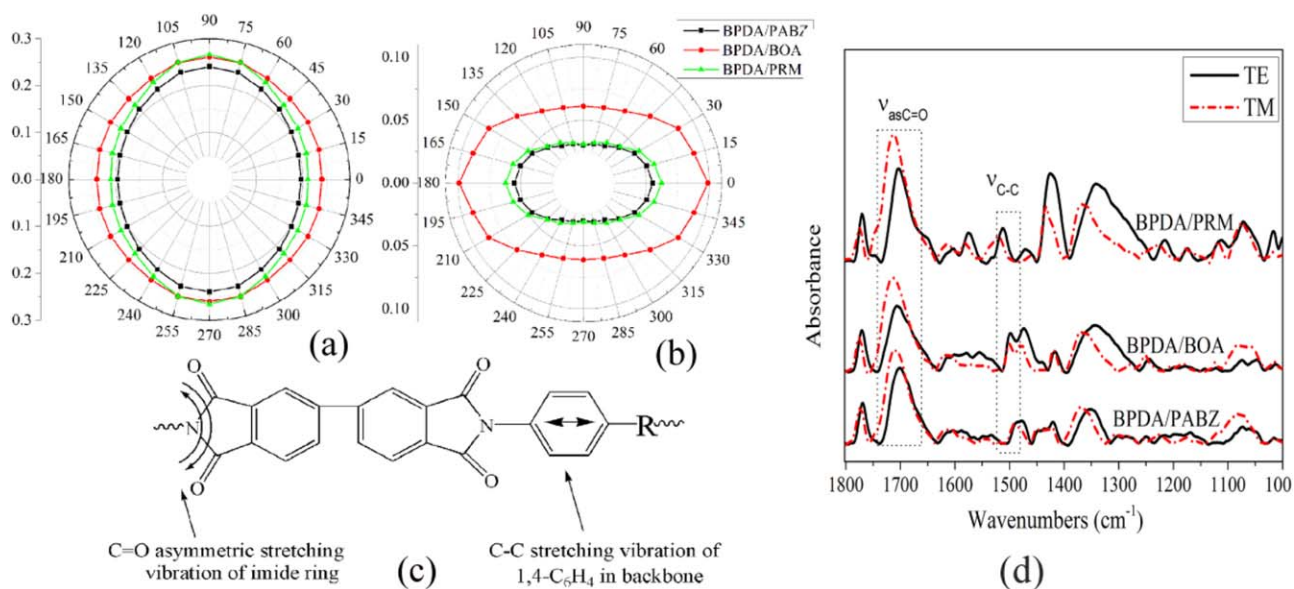 90
105
75
120
60
135
45
150
30
165
15
180
0
195
345
210
330
225
315
240
300
255
285
270
0.3
0.2
0.1
0.0
0.1
0.2
0.3
(a)
BPDA/PABZ
BPDA/BOA
BPDA/PRM
90
105
75
120
60
135
45
150
30
165
15
180
0
195
345
210
330
225
315
240
300
255
285
270
0.10
0.05
0.00
0.05
0.10
(b)
O
O
N
O
O
N
R
O
O
C=O asymmetric stretching
vibration of imide ring
(c)
C-C stretching vibration of
1,4-C6H4 in backbone
TE
TM
νasC=O
νC-C
BPDA/PRM
BPDA/BOA
BPDA/PABZ
Absorbance
1800 1700 1600 1500 1400 1300 1200 1100 100
Wavenumbers (cm-1)
(d)